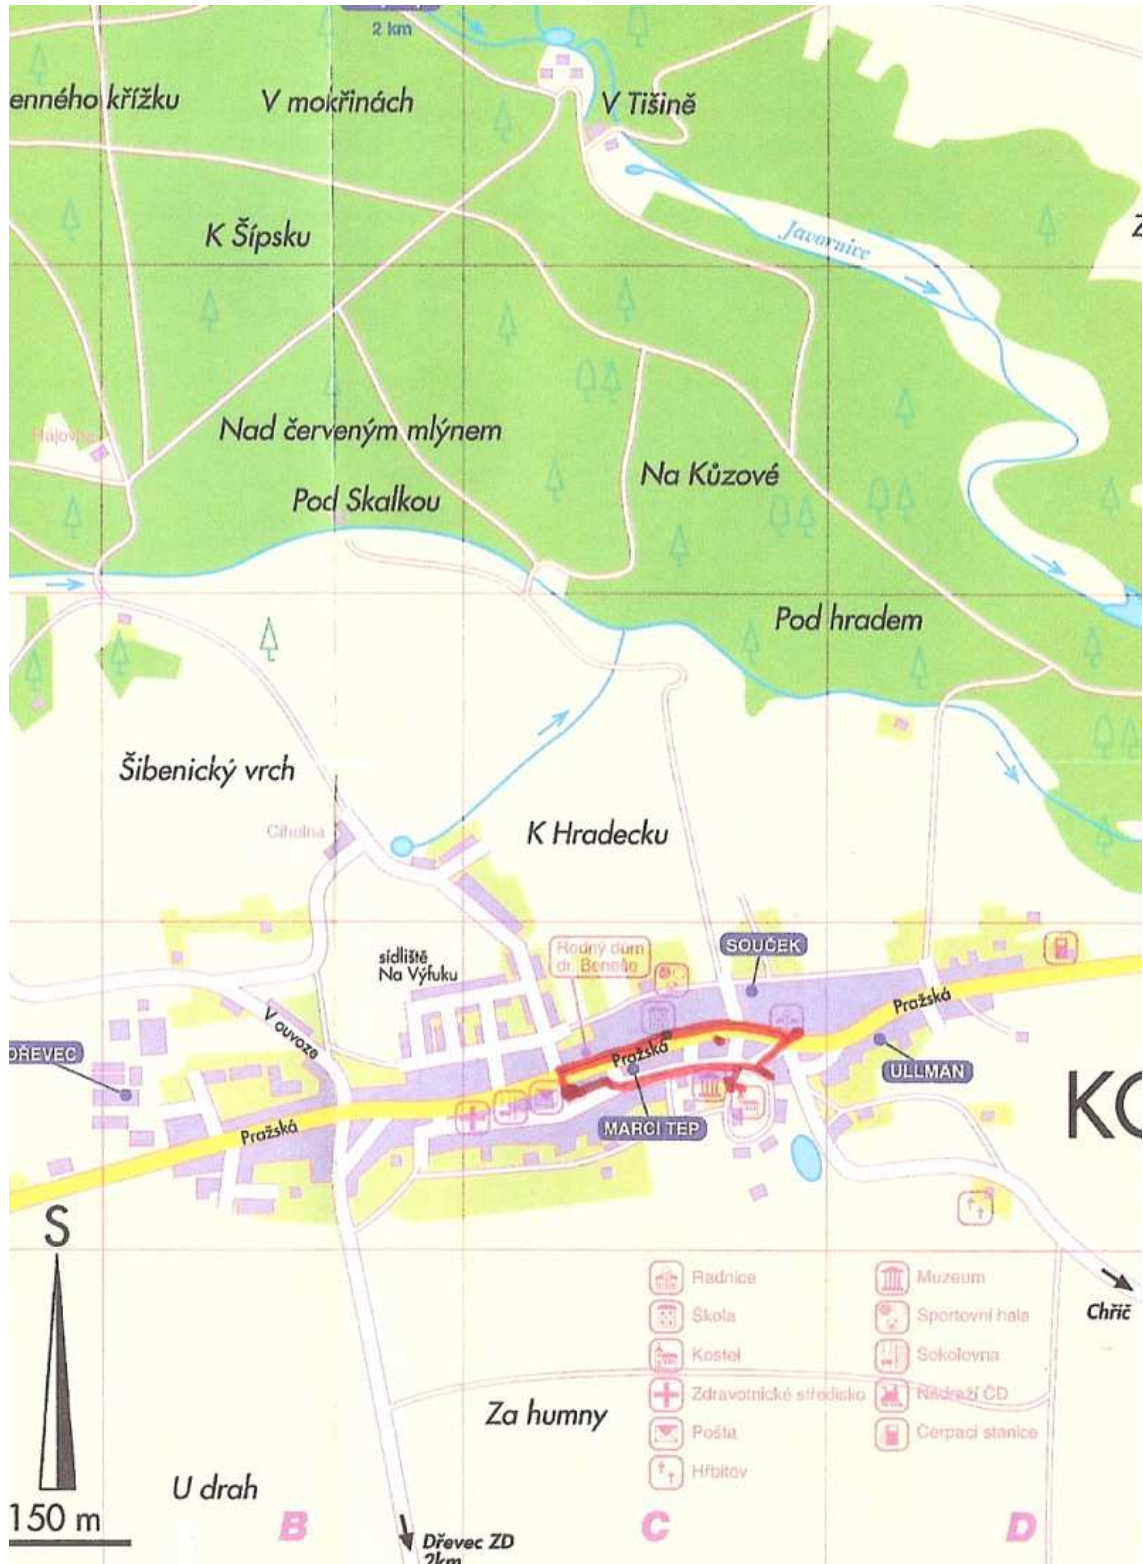 2 km
enného křížku
V mokřinách
V Tišině
K Šípsku
Javornice
Z
Hájovna
Nad červeným mlýnem
Na Kůzové
Pod Skalkou
Pod hradem
Šibenický vrch
Cihelna
K Hradecku
sídliště
Na Výfuku
Rodný dům
dr. Beneše
SOUČEK
Pražská
V ouvoze
DŘEVEC
Pražská
ULLMAN
KO
MARCI TEP
Pražská
S
Radnice
Muzeum
Škola
Sportovní hala
Chříč
Kostel
Sokolovna
Zdravotnické středisko
Nádraží ČD
Za humny
Pošta
Čerpací stanice
Hřbitov
U drah
150 m
B
C
D
Dřevec ZD
2km